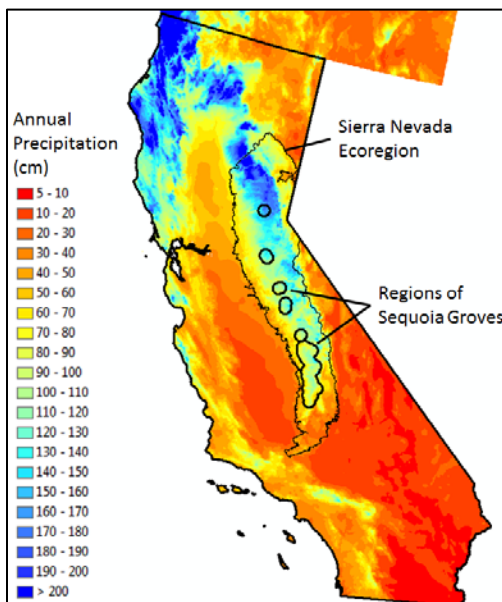 Annual
Precipitation
(cm)
5 - 10
10 - 20
20 - 30
30 - 40
40 - 50
50 - 60
60 - 70
70 - 80
80 - 90
90 - 100
100 - 110
110 - 120
120 - 130
130 - 140
140 - 150
150 - 160
160 - 170
170 - 180
180 - 190
190 - 200
> 200
Sierra Nevada
Ecoregion
Regions of
Sequoia Groves